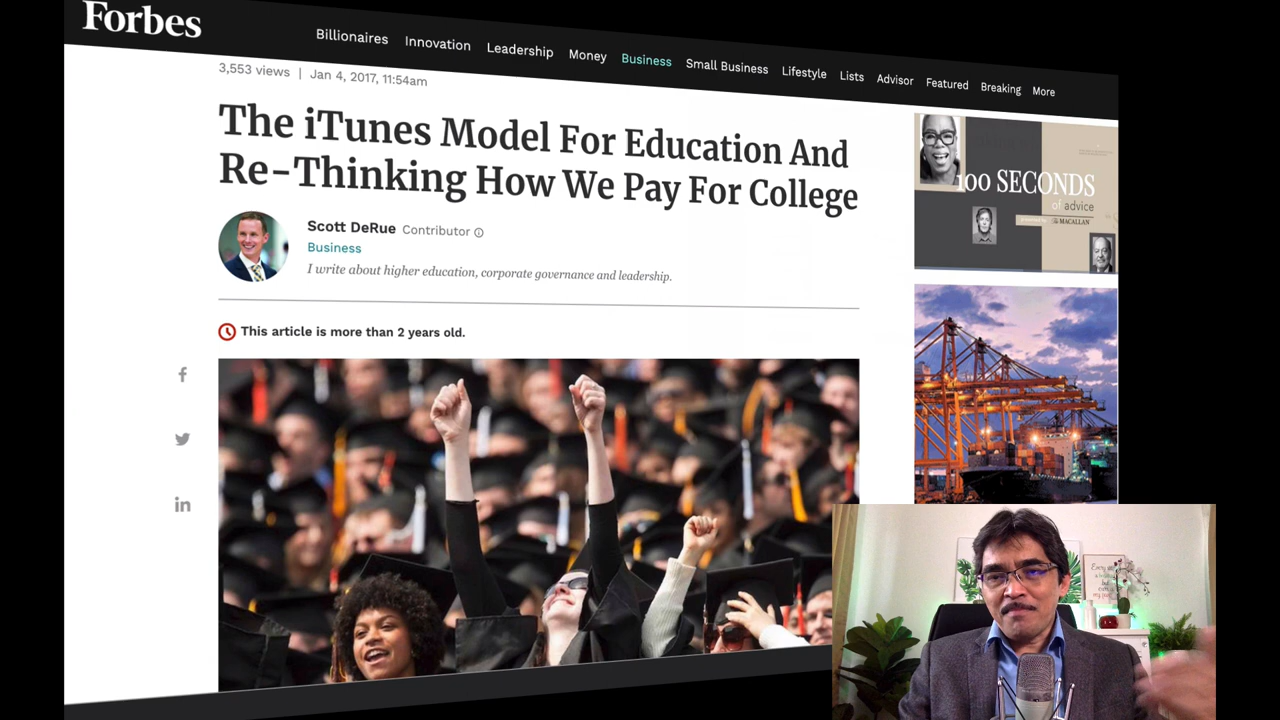 Forbes
Billionaires Innovation Leadership Money Business Small Business Lifestyle Lists Advisor Featured Breaking More
3,553 views | Jan 4, 2017, 11:54am
The iTunes Model For Education And
Re-Thinking How We Pay For College
Scott DeRue Contributor
Business
I write about higher education, corporate governance and leadership.
This article is more than 2 years old.
100 SECONDS
of advice
MACALLAN
in